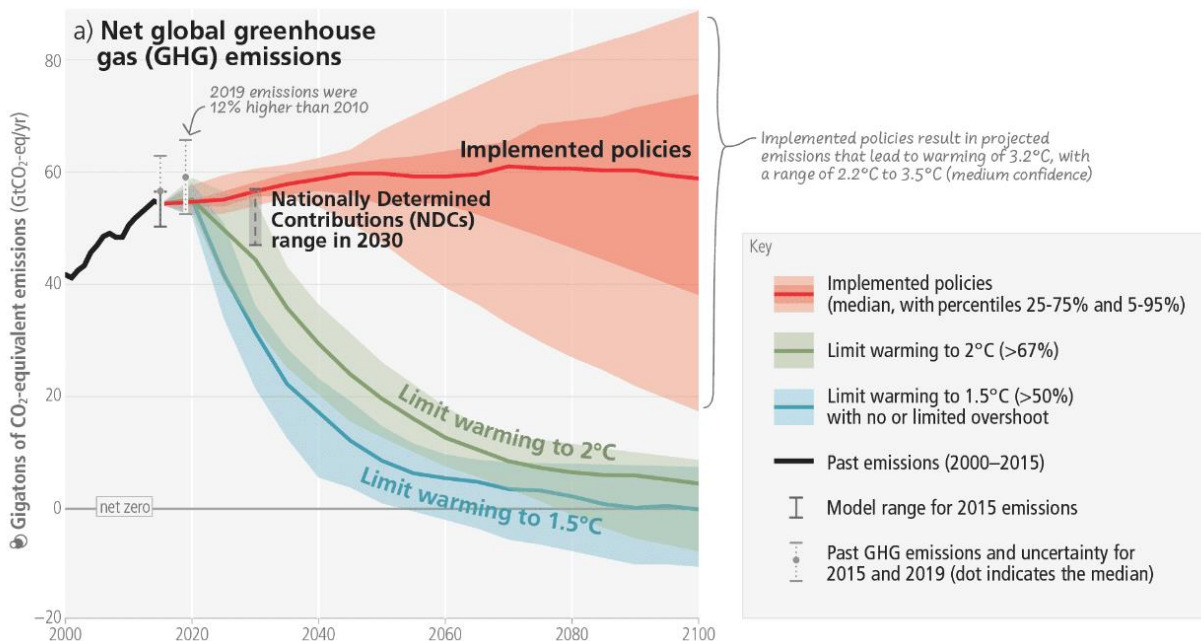 a) Net global greenhouse
gas (GHG) emissions
Gigatons of CO₂-equivalent emissions (GtCO₂-eq/yr)
80
60
40
20
0
−20
2000
2020
2040
2060
2080
2100
2019 emissions were
12% higher than 2010
Implemented policies
Nationally Determined
Contributions (NDCs)
range in 2030
Limit warming to 2°C
Limit warming to 1.5°C
net zero
Implemented policies result in projected
emissions that lead to warming of 3.2°C, with
a range of 2.2°C to 3.5°C (medium confidence)
Key
Implemented policies
(median, with percentiles 25-75% and 5-95%)
Limit warming to 2°C (>67%)
Limit warming to 1.5°C (>50%)
with no or limited overshoot
Past emissions (2000–2015)
Model range for 2015 emissions
Past GHG emissions and uncertainty for
2015 and 2019 (dot indicates the median)